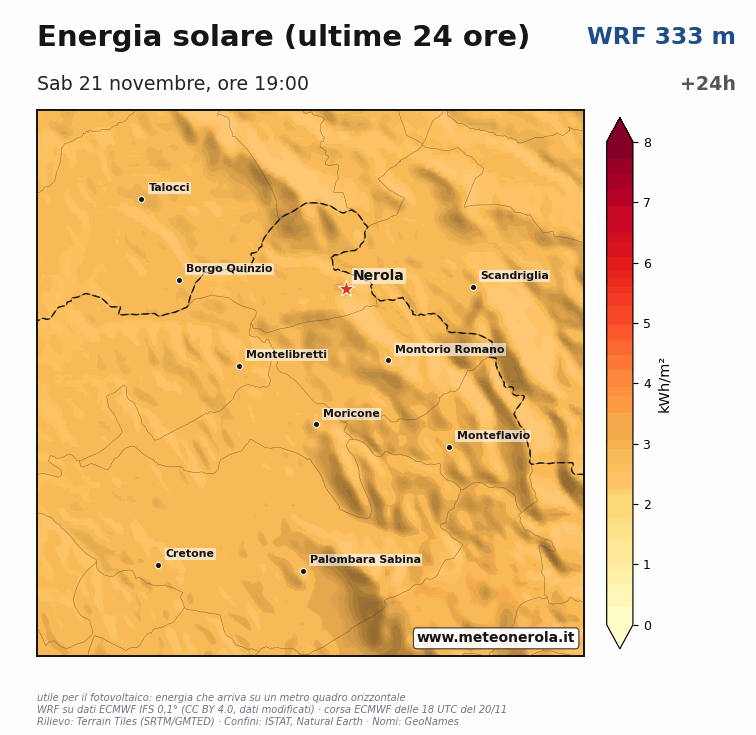 Energia solare (ultime 24 ore)
WRF 333 m
Sab 21 novembre, ore 19:00
+24h
Talocci
Borgo Quinzio
Nerola
Scandriglia
Montelibretti
Montorio Romano
Moricone
Monteflavio
Cretone
Palombara Sabina
www.meteonerola.it
8
7
6
5
4
3
2
1
0
kWh/m²
utile per il fotovoltaico: energia che arriva su un metro quadro orizzontale
WRF su dati ECMWF IFS 0,1° (CC BY 4.0, dati modificati) · corsa ECMWF delle 18 UTC del 20/11
Rilievo: Terrain Tiles (SRTM/GMTED) · Confini: ISTAT, Natural Earth · Nomi: GeoNames